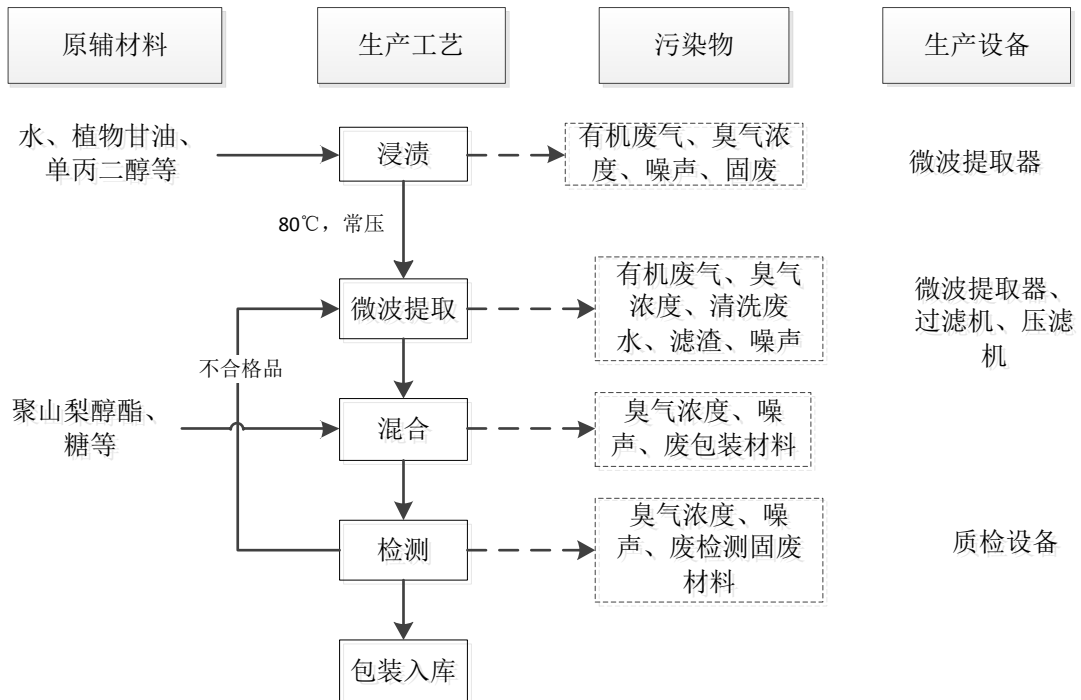 原辅材料
生产工艺
污染物
生产设备
水、植物甘油、
单丙二醇等
浸渍
有机废气、臭气浓
度、噪声、固废
微波提取器
80℃，常压
微波提取
有机废气、臭气
浓度、清洗废
水、滤渣、噪声
微波提取器、
过滤机、压滤
机
不合格品
聚山梨醇酯、
糖等
混合
臭气浓度、噪
声、废包装材料
检测
臭气浓度、噪
声、废检测固废
材料
质检设备
包装入库